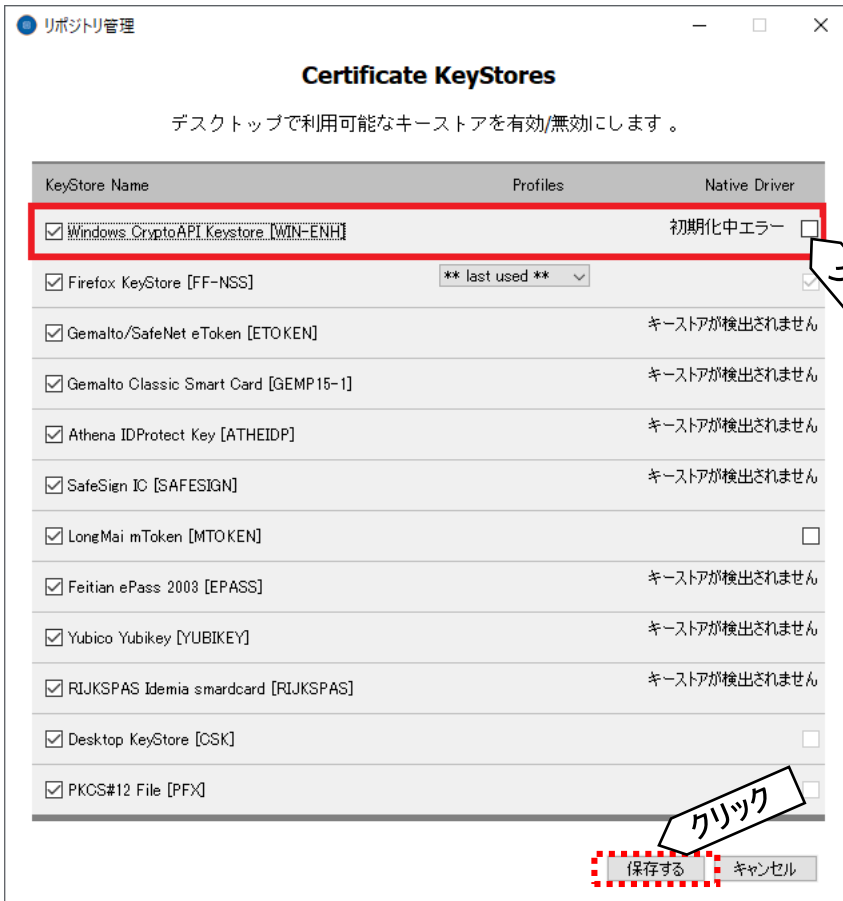 リポジトリ管理
Certificate KeyStores
デスクトップで利用可能なキーストアを有効/無効にします 。
KeyStore Name Profiles Native Driver
Windows CryptoAPI Keystore [WIN-ENH] 初期化中エラー
Firefox KeyStore [FF-NSS] ** last used **
Gemalto/SafeNet eToken [ETOKEN] キーストアが検出されません
Gemalto Classic Smart Card [GEMP15-1] キーストアが検出されません
Athena IDProtect Key [ATHEIDP] キーストアが検出されません
SafeSign IC [SAFESIGN] キーストアが検出されません
LongMai mToken [MTOKEN]
Feitian ePass 2003 [EPASS] キーストアが検出されません
Yubico Yubikey [YUBIKEY] キーストアが検出されません
RIJKSPAS Idemia smartcard [RIJKSPAS] キーストアが検出されません
Desktop KeyStore [CSK]
PKCS#12 File [PFX]
クリック
保存する キャンセル